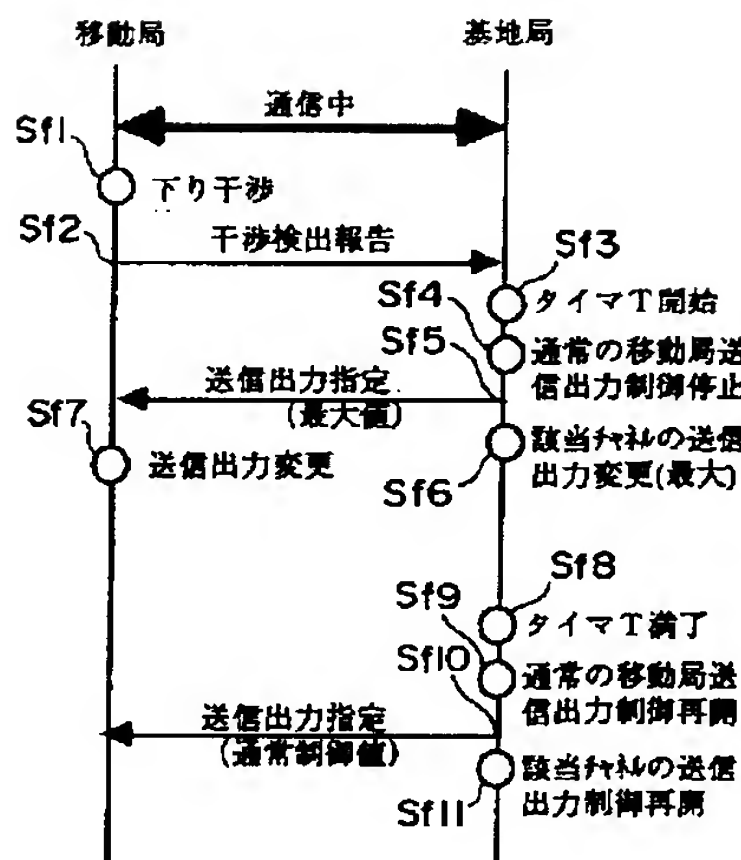 移動局
基地局
通信中
Sf1
下り干渉
Sf2
干渉検出報告
Sf3
タイマT開始
Sf4
通常の移動局送
信出力制御停止
Sf5
送信出力指定
(最大値)
Sf7
送信出力変更
該当チャネルの送信
出力変更(最大)
Sf6
Sf8
タイマT満了
Sf9
通常の移動局送
信出力制御再開
Sf10
送信出力指定
(通常制御値)
該当チャネルの送信
出力制御再開
Sf11